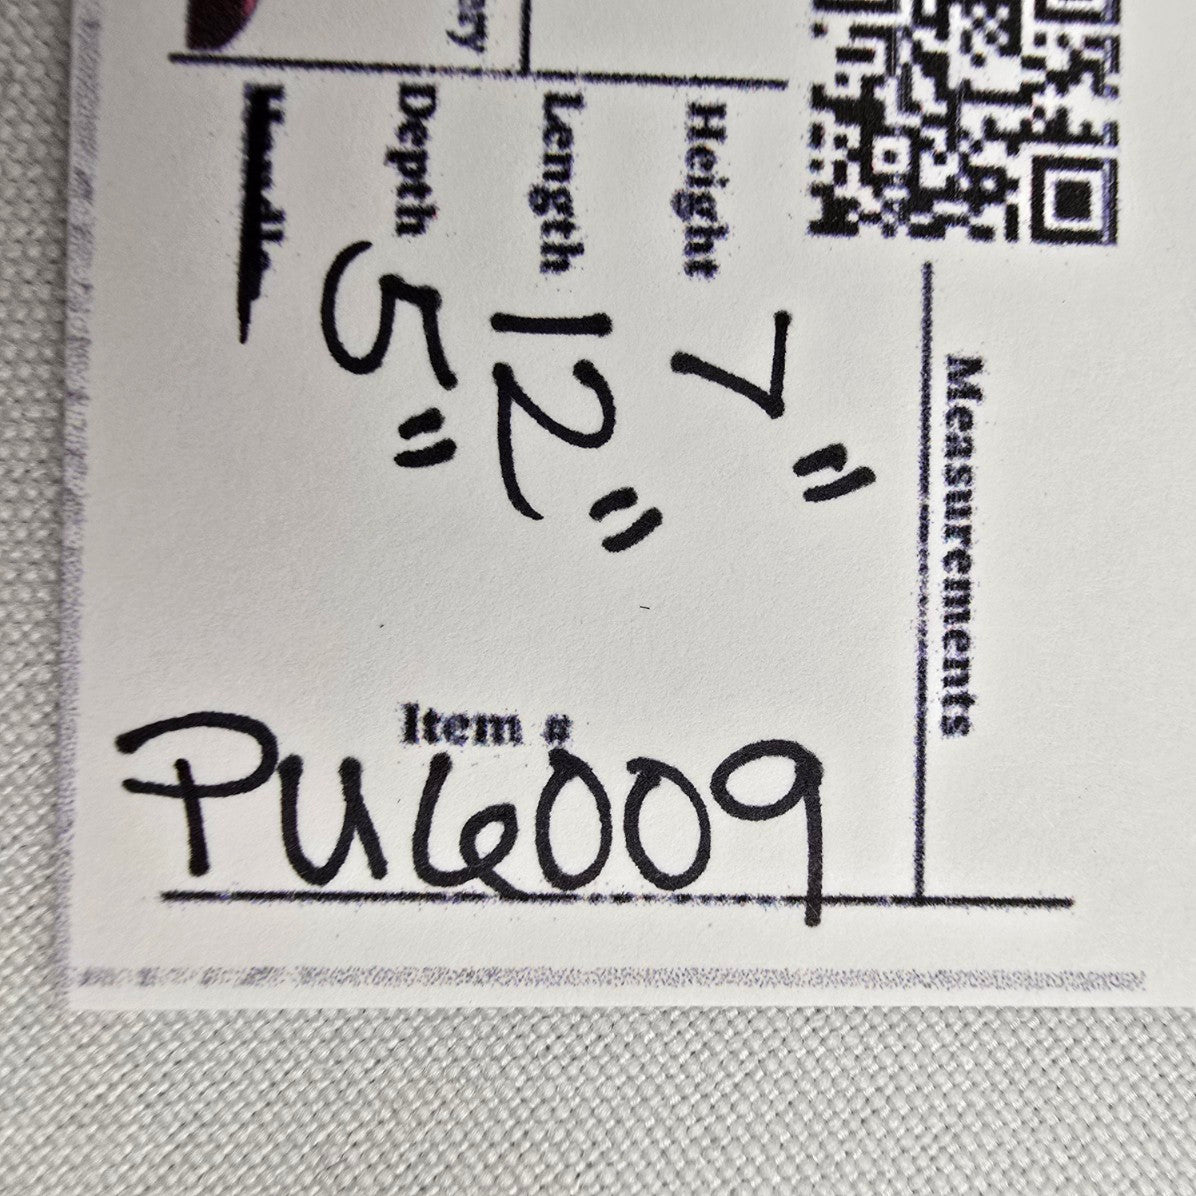 Measurements
Height 7"
Length 12"
Depth 5"
Item #
PU6009